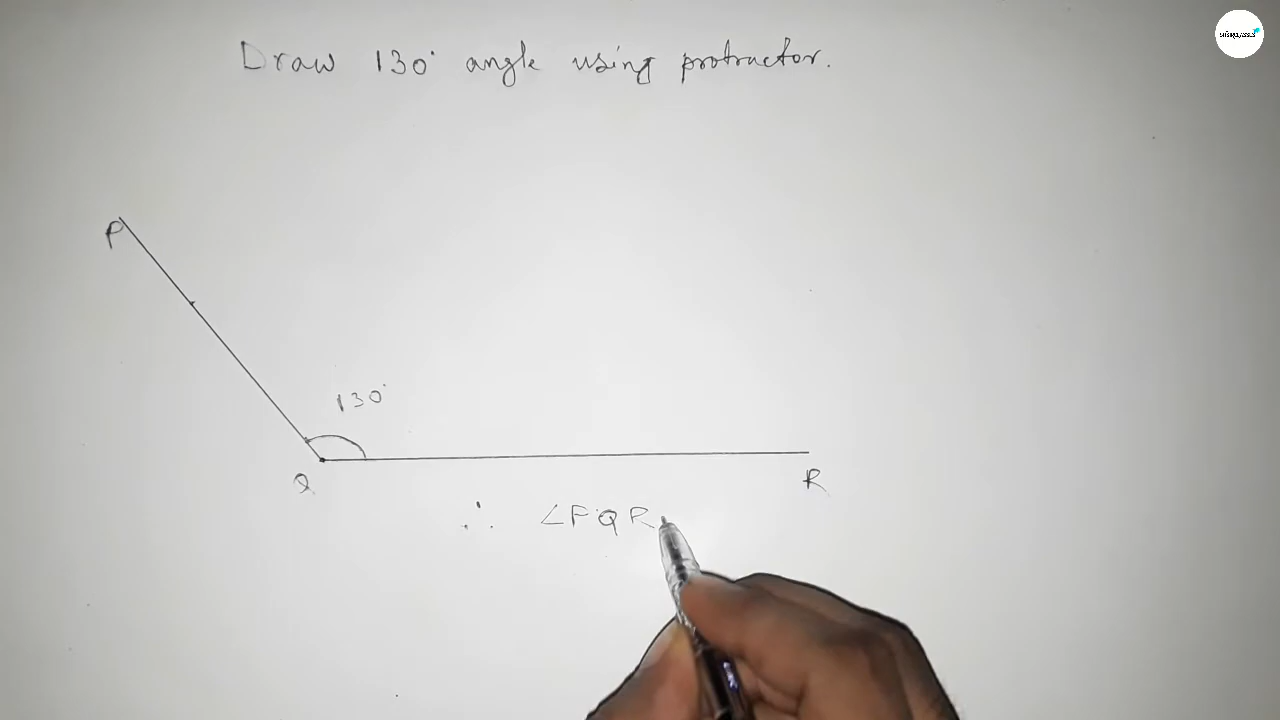 Draw 130° angle using protractor.
P
130°
Q
R
∴ ∠PQR